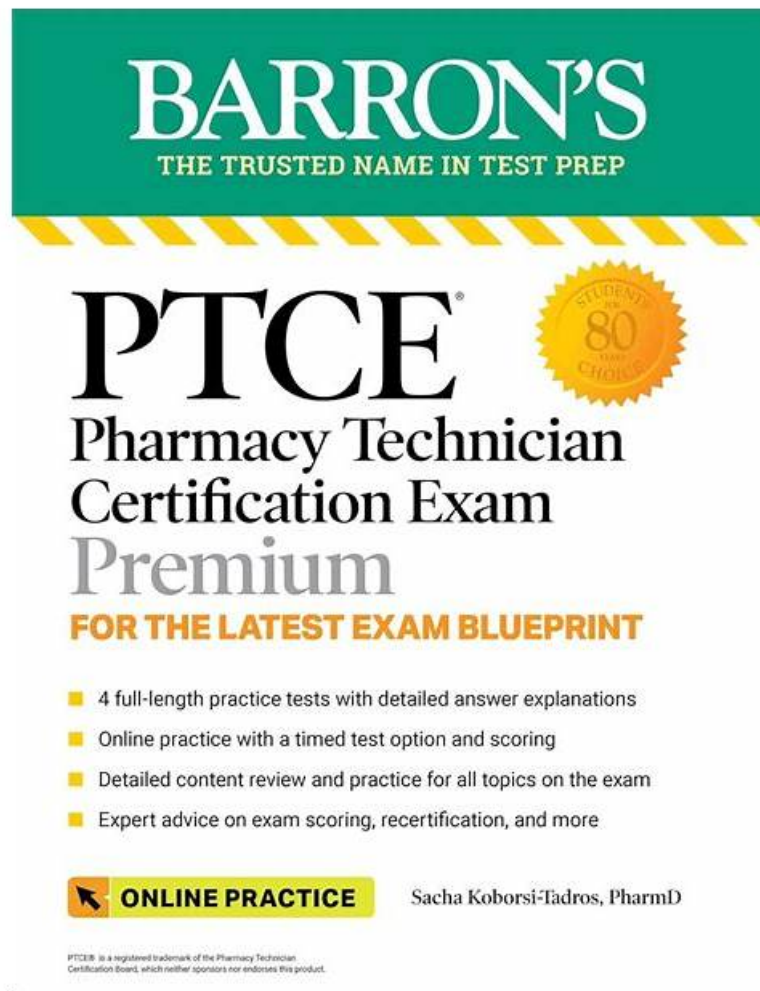 BARRON'S
THE TRUSTED NAME IN TEST PREP
PTCE®
STUDENTS'
FOR
80
YEARS
CHOICE
Pharmacy Technician
Certification Exam
Premium
FOR THE LATEST EXAM BLUEPRINT
4 full-length practice tests with detailed answer explanations
Online practice with a timed test option and scoring
Detailed content review and practice for all topics on the exam
Expert advice on exam scoring, recertification, and more
ONLINE PRACTICE
Sacha Koborsi-Tadros, PharmD
PTCE® is a registered trademark of the Pharmacy Technician
Certification Board, which neither sponsors nor endorses this product.